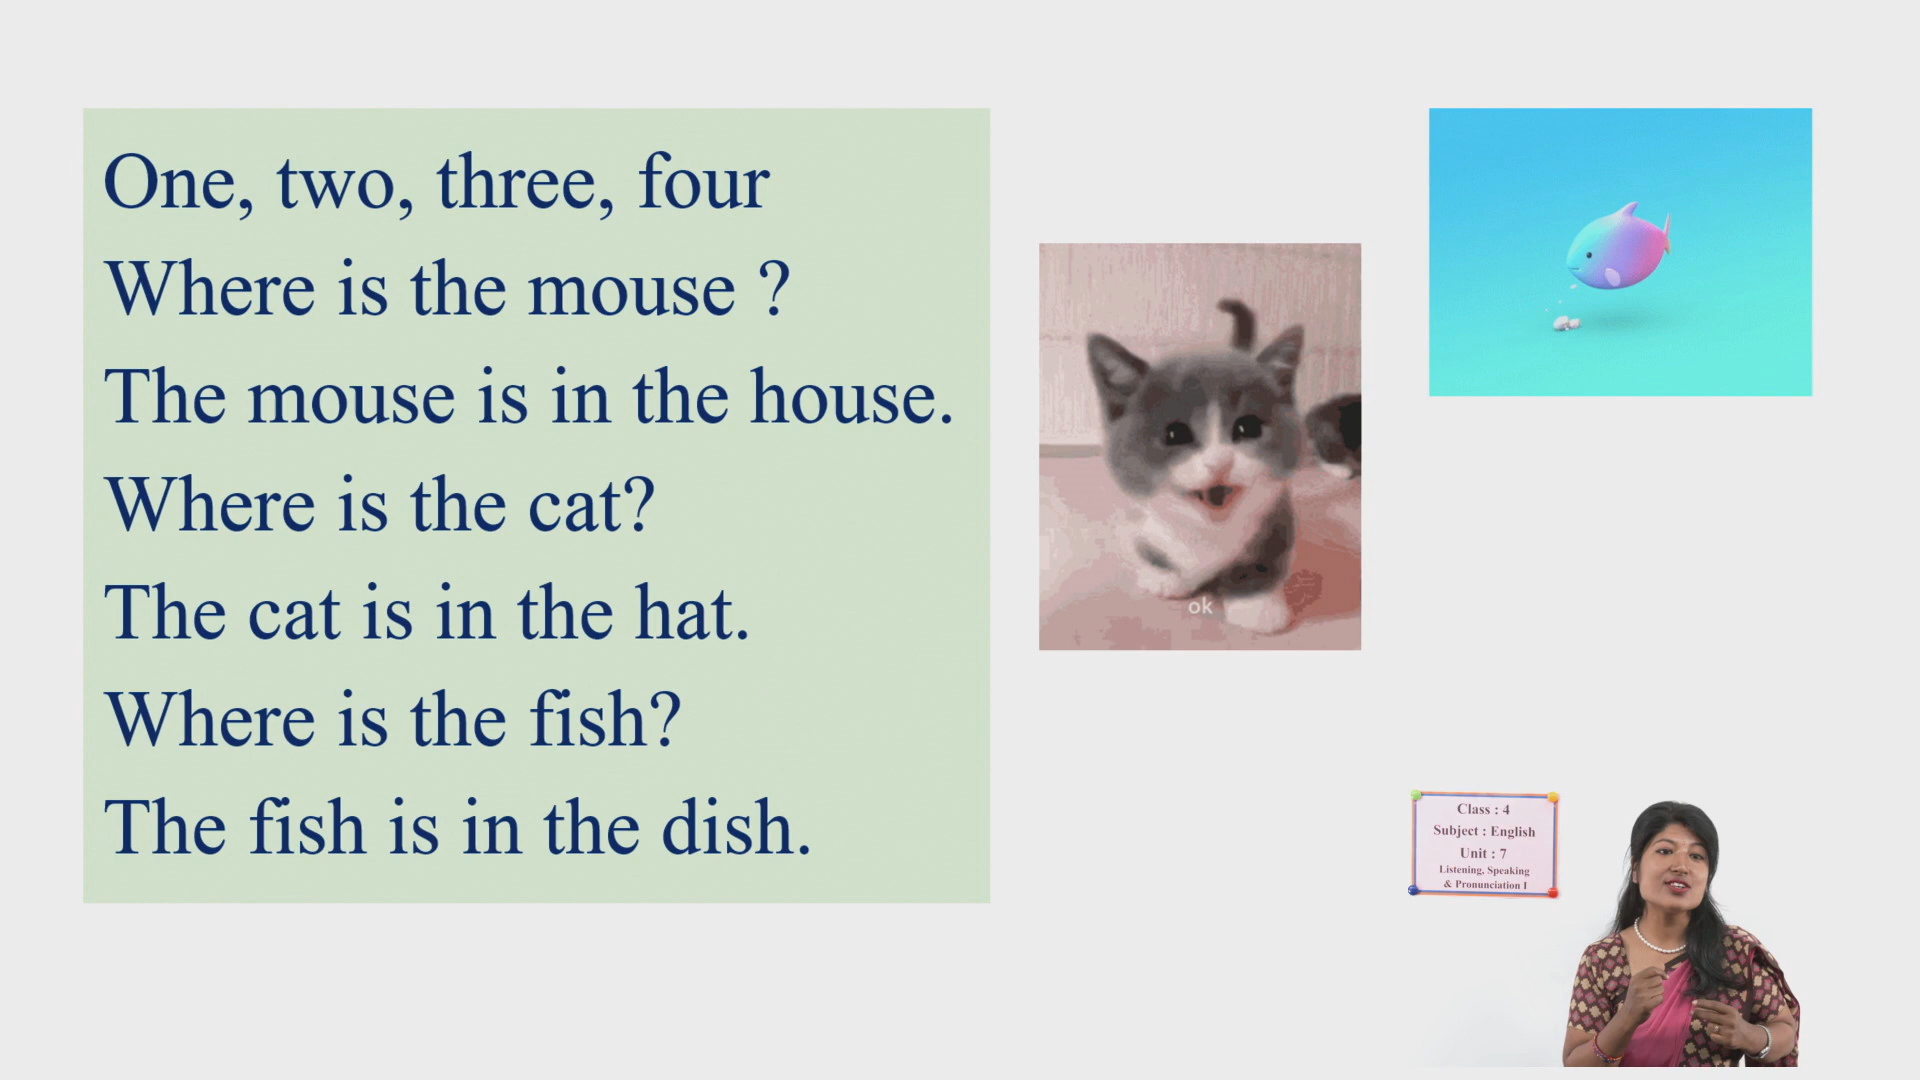 One, two, three, four
Where is the mouse ?
The mouse is in the house.
Where is the cat?
The cat is in the hat.
Where is the fish?
The fish is in the dish.
ok
Class : 4
Subject : English
Unit : 7
Listening, Speaking
& Pronunciation I